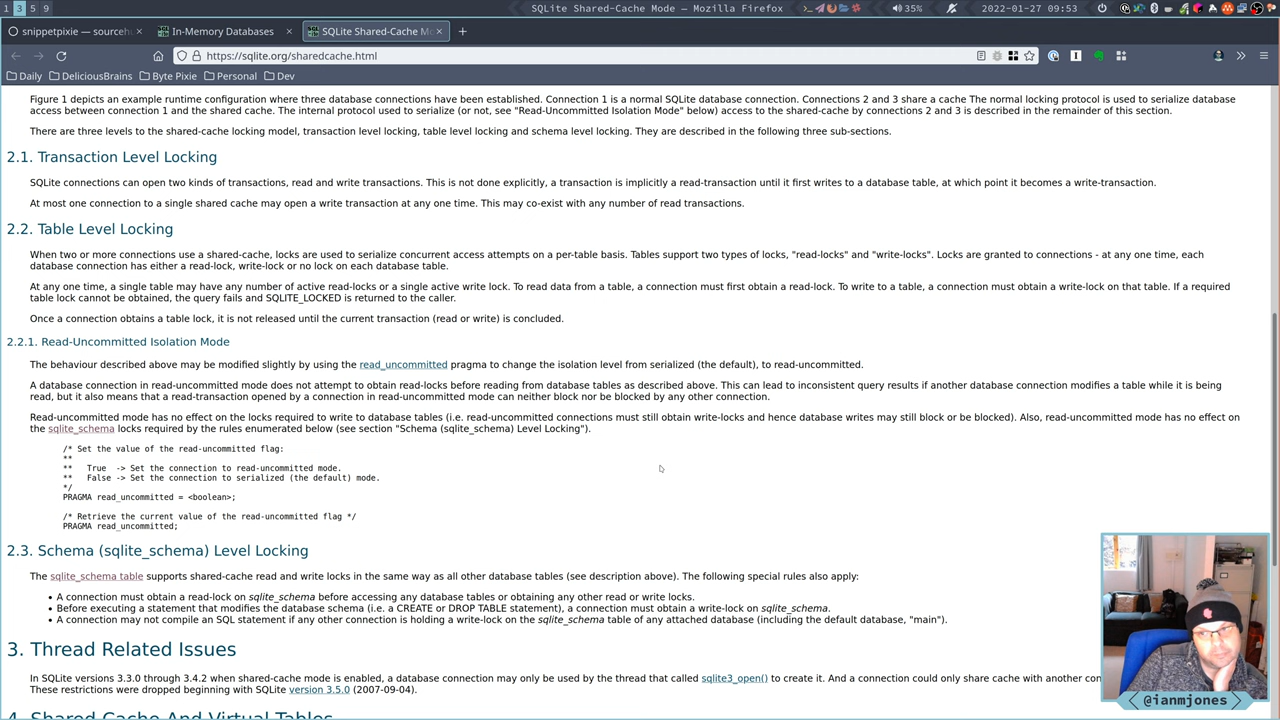 1 3 5 9
SQLite Shared-Cache Mode — Mozilla Firefox
35%
2022-01-27 09:53
snippetpixie — sourceh
In-Memory Databases
SQLite Shared-Cache Mo
https://sqlite.org/sharedcache.html
Daily DeliciousBrains Byte Pixie Personal Dev
Figure 1 depicts an example runtime configuration where three database connections have been established. Connection 1 is a normal SQLite database connection. Connections 2 and 3 share a cache The normal locking protocol is used to serialize database
access between connection 1 and the shared cache. The internal protocol used to serialize (or not, see "Read-Uncommitted Isolation Mode" below) access to the shared-cache by connections 2 and 3 is described in the remainder of this section.
There are three levels to the shared-cache locking model, transaction level locking, table level locking and schema level locking. They are described in the following three sub-sections.
2.1. Transaction Level Locking
SQLite connections can open two kinds of transactions, read and write transactions. This is not done explicitly, a transaction is implicitly a read-transaction until it first writes to a database table, at which point it becomes a write-transaction.
At most one connection to a single shared cache may open a write transaction at any one time. This may co-exist with any number of read transactions.
2.2. Table Level Locking
When two or more connections use a shared-cache, locks are used to serialize concurrent access attempts on a per-table basis. Tables support two types of locks, "read-locks" and "write-locks". Locks are granted to connections - at any one time, each
database connection has either a read-lock, write-lock or no lock on each database table.
At any one time, a single table may have any number of active read-locks or a single active write lock. To read data from a table, a connection must first obtain a read-lock. To write to a table, a connection must obtain a write-lock on that table. If a required
table lock cannot be obtained, the query fails and SQLITE_LOCKED is returned to the caller.
Once a connection obtains a table lock, it is not released until the current transaction (read or write) is concluded.
2.2.1. Read-Uncommitted Isolation Mode
The behaviour described above may be modified slightly by using the read_uncommitted pragma to change the isolation level from serialized (the default), to read-uncommitted.
A database connection in read-uncommitted mode does not attempt to obtain read-locks before reading from database tables as described above. This can lead to inconsistent query results if another database connection modifies a table while it is being
read, but it also means that a read-transaction opened by a connection in read-uncommitted mode can neither block nor be blocked by any other connection.
Read-uncommitted mode has no effect on the locks required to write to database tables (i.e. read-uncommitted connections must still obtain write-locks and hence database writes may still block or be blocked). Also, read-uncommitted mode has no effect on
the sqlite_schema locks required by the rules enumerated below (see section "Schema (sqlite_schema) Level Locking").
/* Set the value of the read-uncommitted flag:
**
** True -> Set the connection to read-uncommitted mode.
** False -> Set the connection to serialized (the default) mode.
*/
PRAGMA read_uncommitted = <boolean>;
/* Retrieve the current value of the read-uncommitted flag */
PRAGMA read_uncommitted;
2.3. Schema (sqlite_schema) Level Locking
The sqlite_schema table supports shared-cache read and write locks in the same way as all other database tables (see description above). The following special rules also apply:
• A connection must obtain a read-lock on sqlite_schema before accessing any database tables or obtaining any other read or write locks.
• Before executing a statement that modifies the database schema (i.e. a CREATE or DROP TABLE statement), a connection must obtain a write-lock on sqlite_schema.
• A connection may not compile an SQL statement if any other connection is holding a write-lock on the sqlite_schema table of any attached database (including the default database, "main").
3. Thread Related Issues
In SQLite versions 3.3.0 through 3.4.2 when shared-cache mode is enabled, a database connection may only be used by the thread that called sqlite3_open() to create it. And a connection could only share cache with another con
These restrictions were dropped beginning with SQLite version 3.5.0 (2007-09-04).
4. Shared Cache And Virtual Tables
@ianmjones